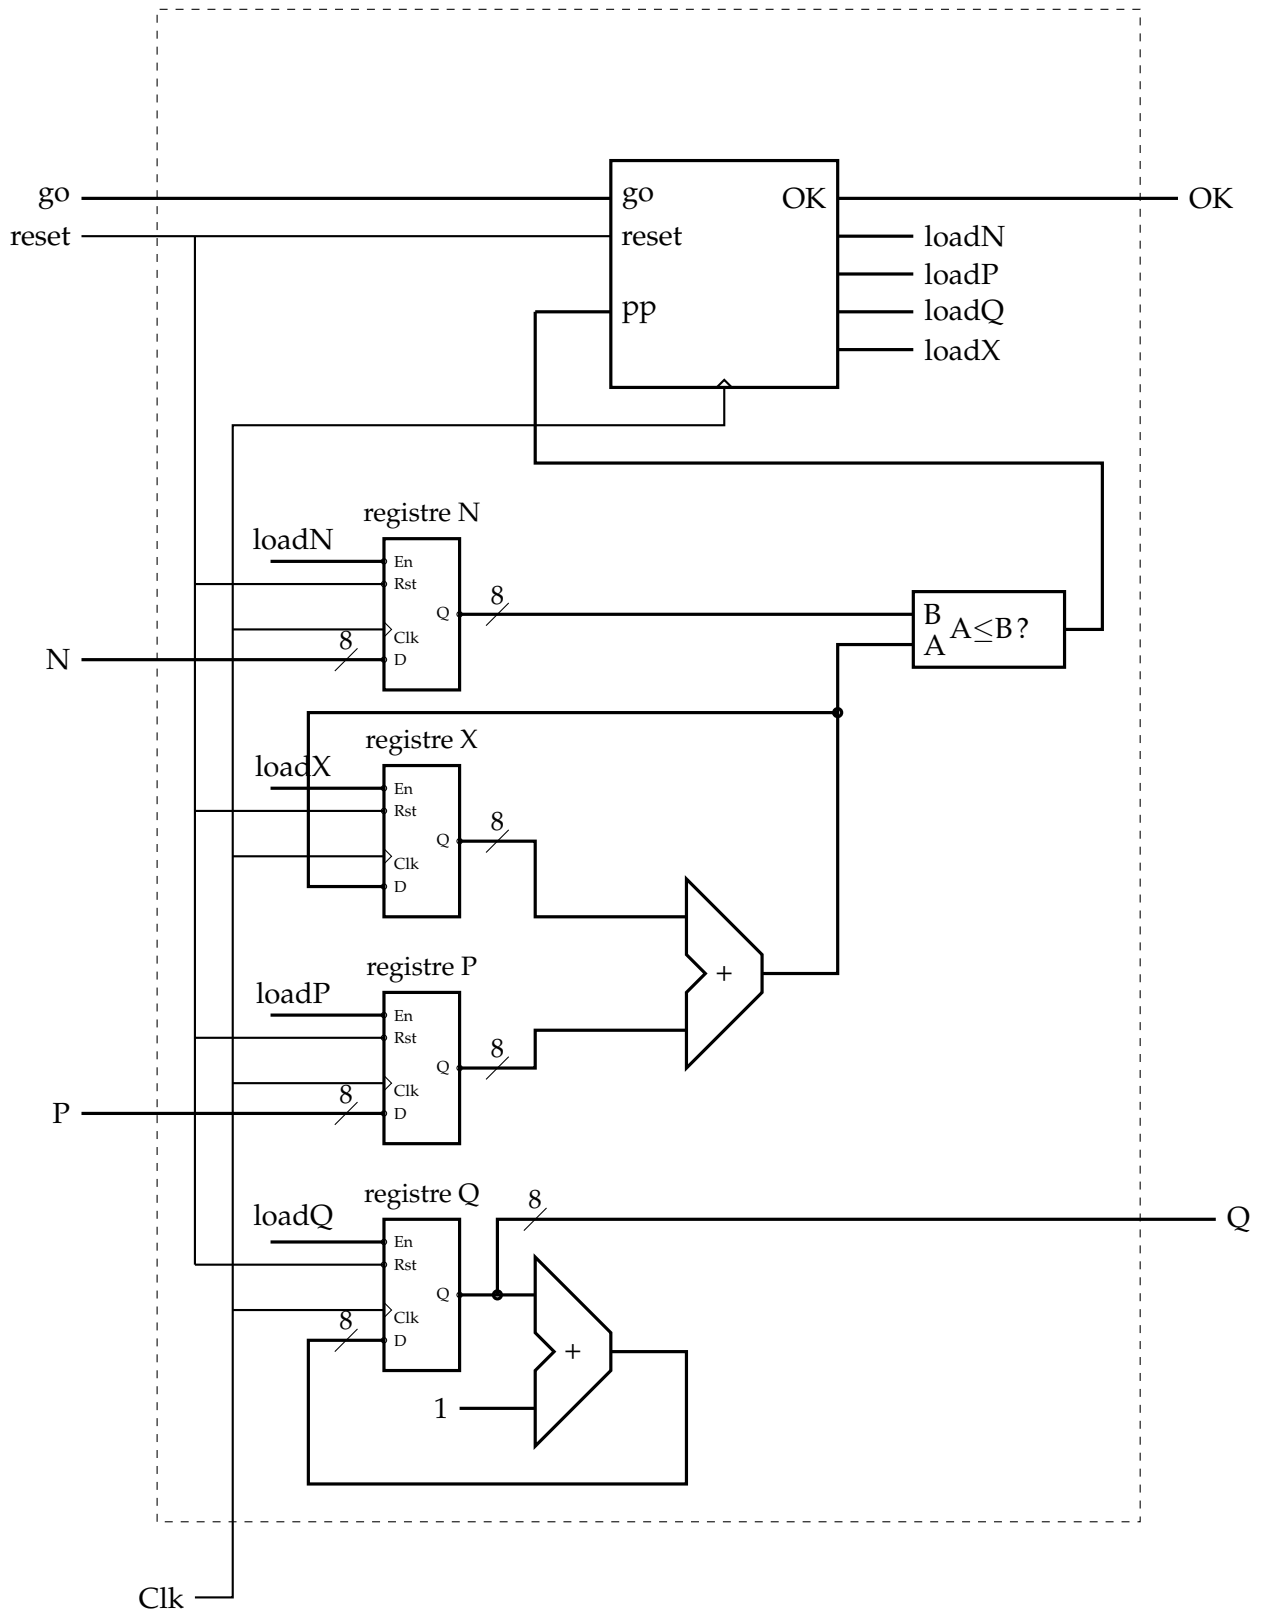 go
go
OK
OK
reset
reset
loadN
loadP
pp
loadQ
loadX
registre N
loadN
En
Rst
Q
8
Clk
8
N
D
B
A
A≤B?
registre X
loadX
En
Rst
Q
8
Clk
D
registre P
loadP
En
Rst
Q
8
+
Clk
8
P
D
registre Q
loadQ
En
Rst
Q
8
Q
Clk
8
D
+
1
Clk